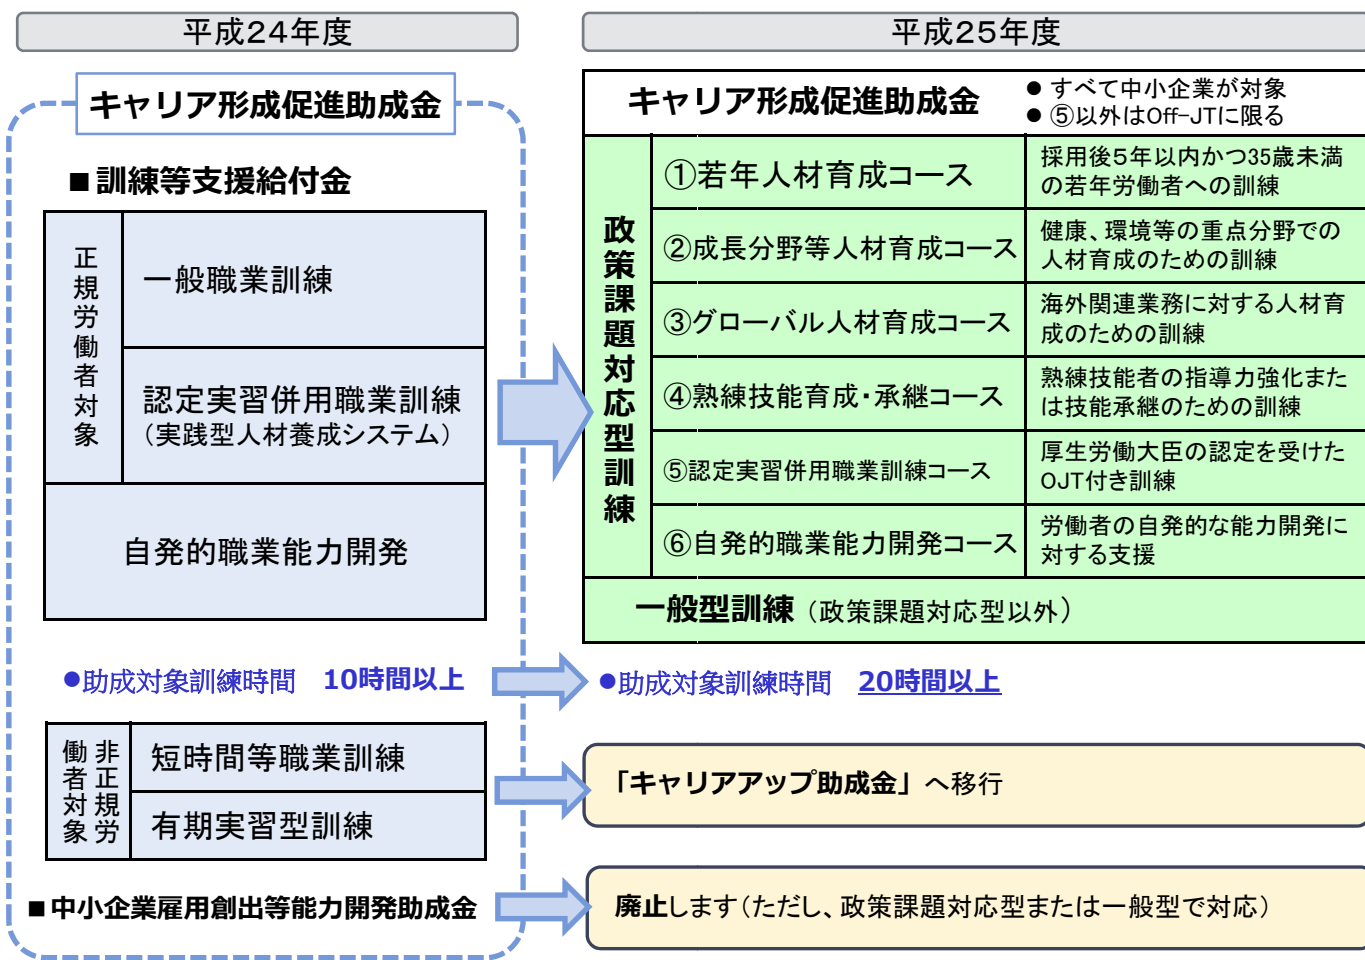 平成24年度
キャリア形成促進助成金
■訓練等支援給付金
正規労働者対象
一般職業訓練
認定実習併用職業訓練
（実践型人材養成システム）
自発的職業能力開発
●助成対象訓練時間　10時間以上
非正規労
働者対象
短時間等職業訓練
有期実習型訓練
■中小企業雇用創出等能力開発助成金
平成25年度
キャリア形成促進助成金
● すべて中小企業が対象
● ⑤以外はOff-JTに限る
政策課題対応型訓練
①若年人材育成コース
採用後5年以内かつ35歳未満
の若年労働者への訓練
②成長分野等人材育成コース
健康、環境等の重点分野での
人材育成のための訓練
③グローバル人材育成コース
海外関連業務に対する人材育
成のための訓練
④熟練技能育成・承継コース
熟練技能者の指導力強化また
は技能承継のための訓練
⑤認定実習併用職業訓練コース
厚生労働大臣の認定を受けた
OJT付き訓練
⑥自発的職業能力開発コース
労働者の自発的な能力開発に
対する支援
一般型訓練（政策課題対応型以外）
●助成対象訓練時間　20時間以上
「キャリアアップ助成金」へ移行
廃止します（ただし、政策課題対応型または一般型で対応）